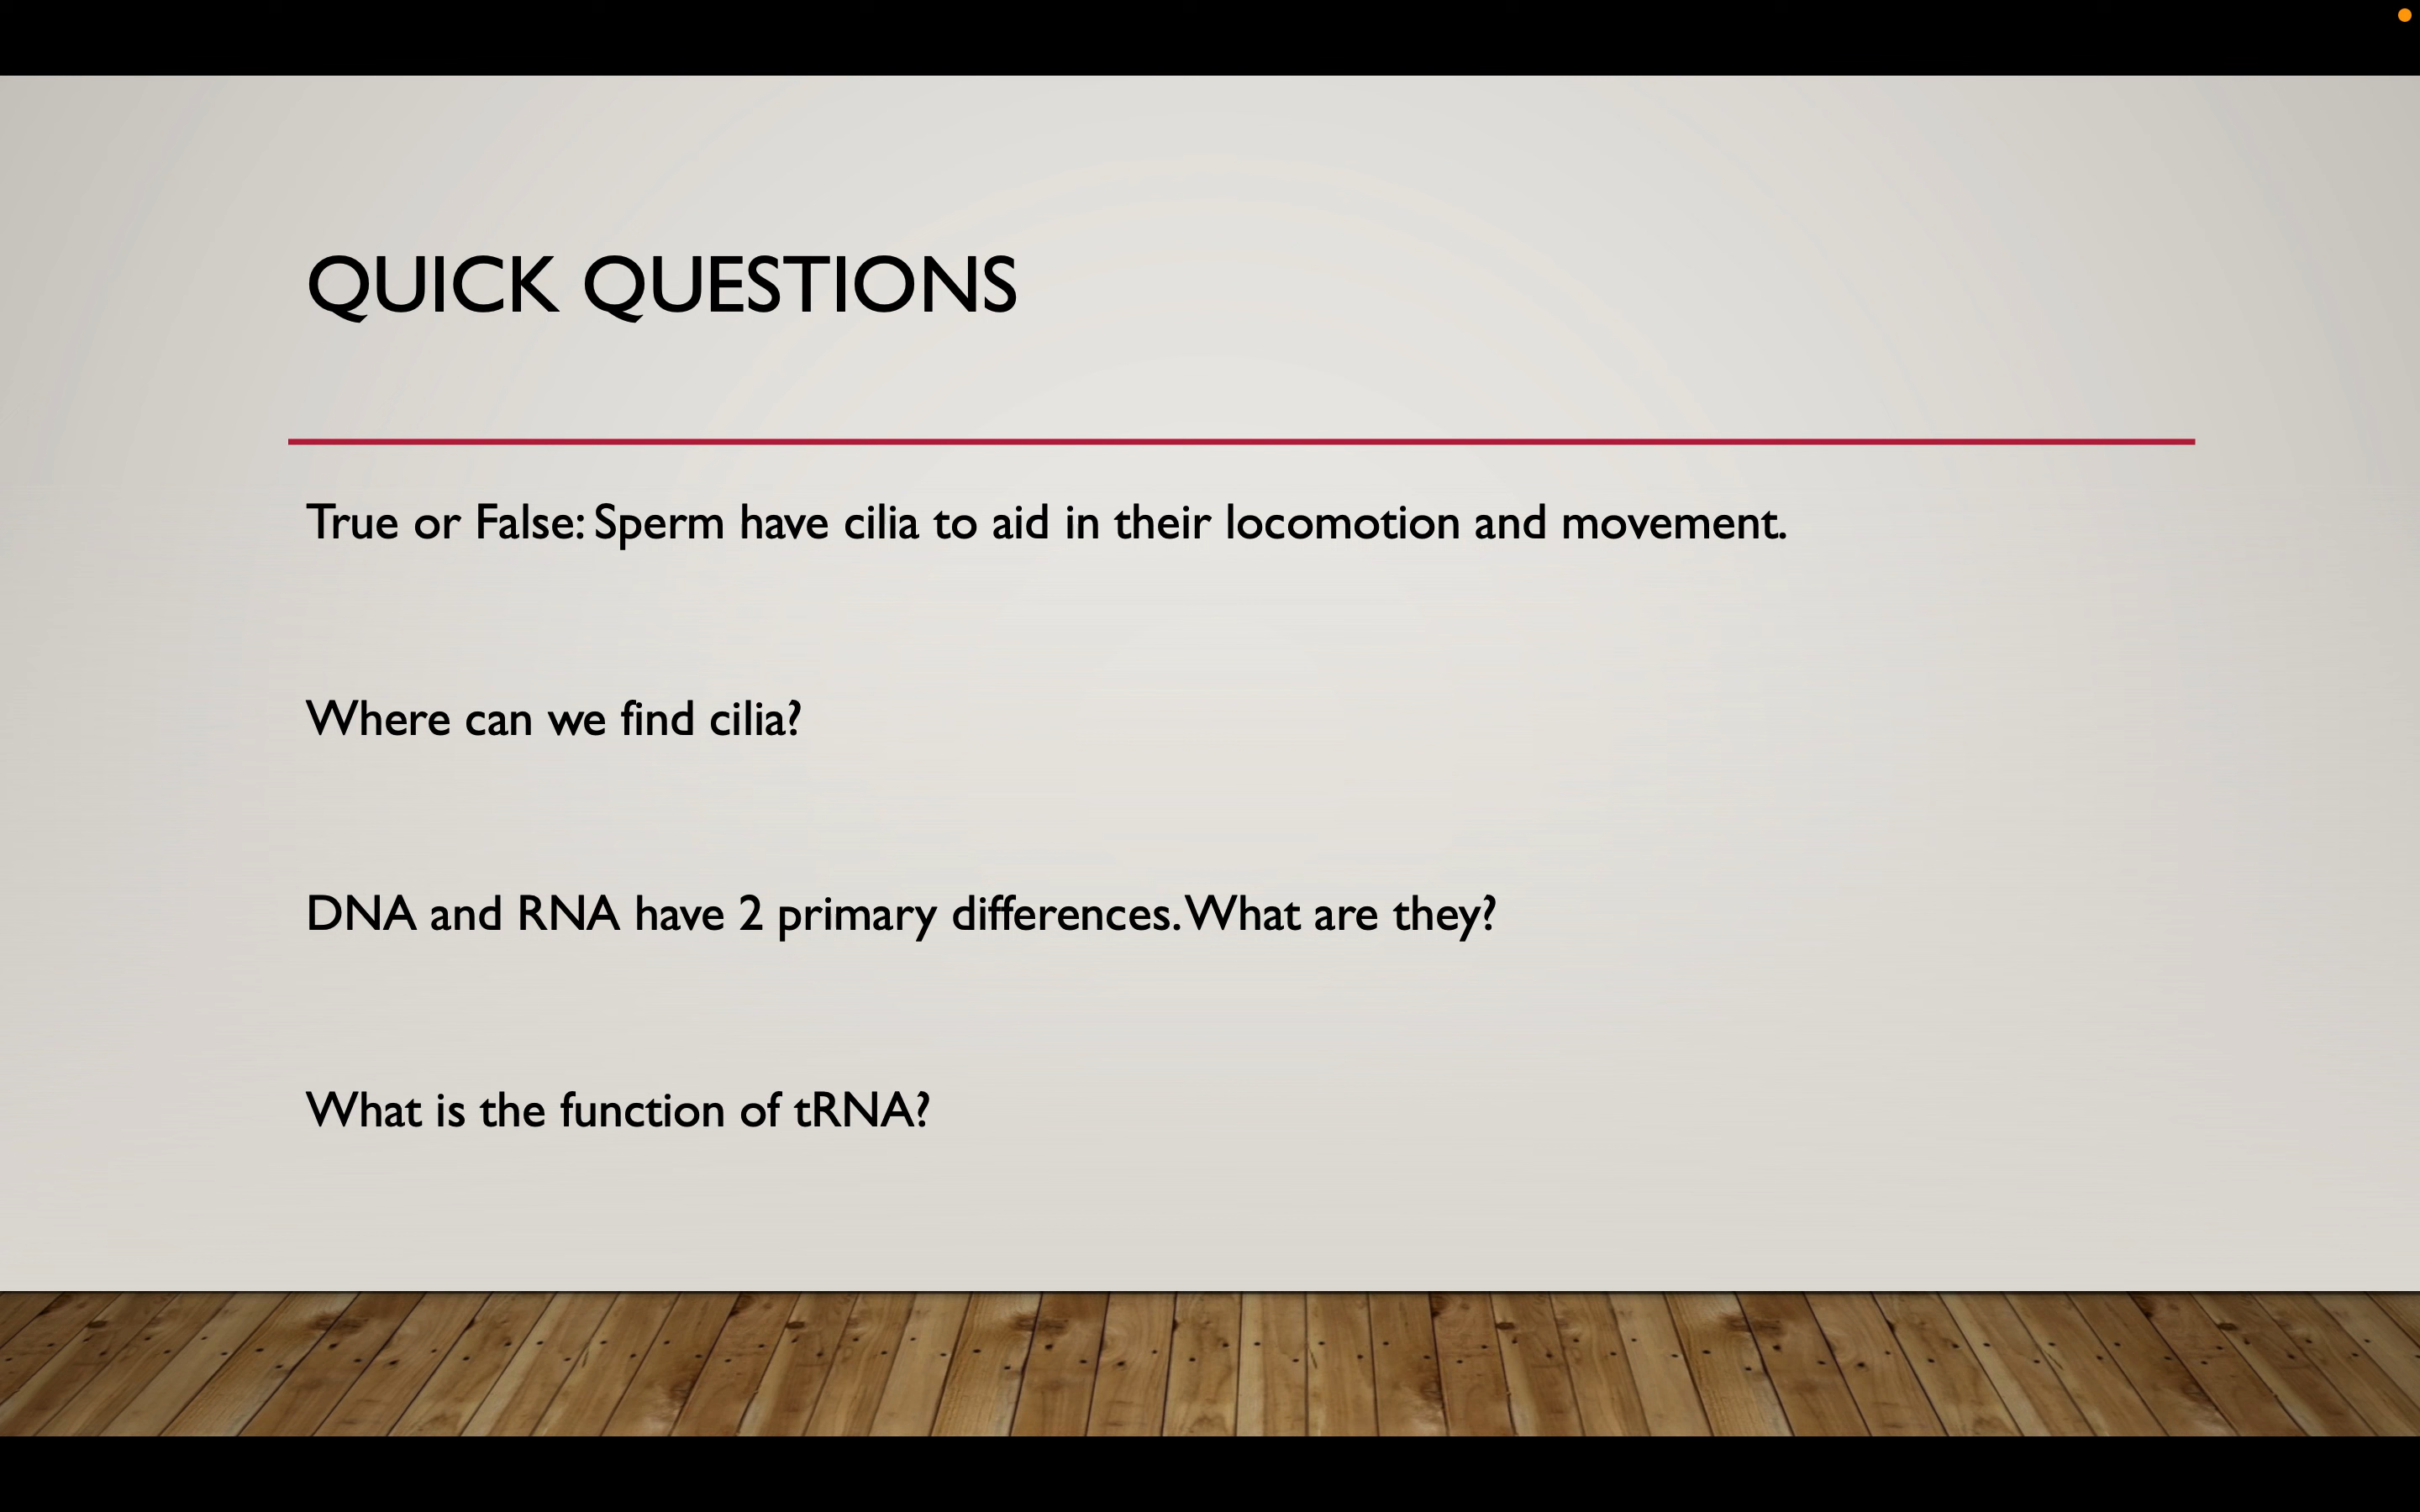 QUICK QUESTIONS
True or False: Sperm have cilia to aid in their locomotion and movement.
Where can we find cilia?
DNA and RNA have 2 primary differences. What are they?
What is the function of tRNA?